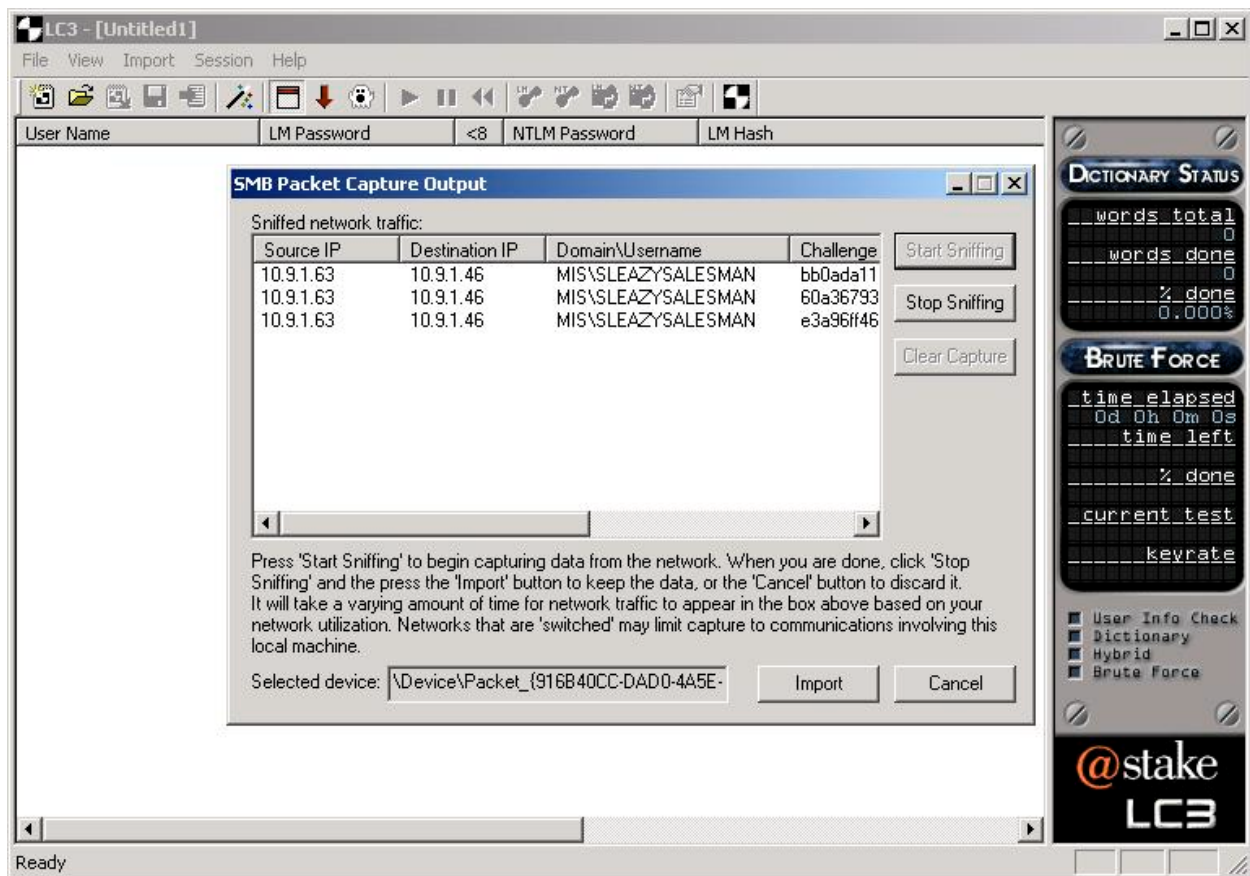 LC3 - [Untitled1]
File View Import Session Help
User Name LM Password <8 NTLM Password LM Hash
SMB Packet Capture Output
Sniffed network traffic:
Source IP Destination IP Domain\Username Challenge
10.9.1.63 10.9.1.46 MIS\SLEAZYSALESMAN bb0ada11
10.9.1.63 10.9.1.46 MIS\SLEAZYSALESMAN 60a36793
10.9.1.63 10.9.1.46 MIS\SLEAZYSALESMAN e3a96ff46
Start Sniffing
Stop Sniffing
Clear Capture
Press 'Start Sniffing' to begin capturing data from the network. When you are done, click 'Stop
Sniffing' and the press the 'Import' button to keep the data, or the 'Cancel' button to discard it.
It will take a varying amount of time for network traffic to appear in the box above based on your
network utilization. Networks that are 'switched' may limit capture to communications involving this
local machine.
Selected device: \Device\Packet_{916B40CC-DAD0-4A5E-
Import
Cancel
DICTIONARY STATUS
words total
0
words done
0
% done
0.000%
BRUTE FORCE
time elapsed
0d 0h 0m 0s
time left
% done
current test
keyrate
User Info Check
Dictionary
Hybrid
Brute Force
@stake
LC3
Ready